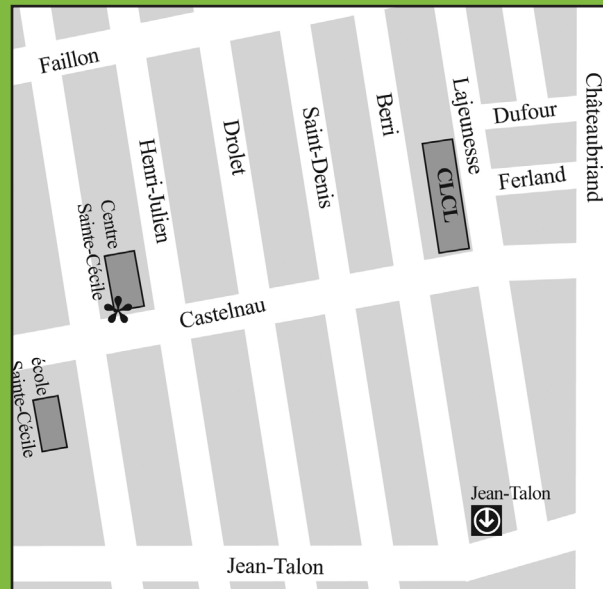 Faillon
Henri-Julien
Drolet
Saint-Denis
Berri
Lajeunesse
Dufour
Ferland
Châteaubriand
CLCL
Centre
Sainte-Cécile
Castelnau
école
Sainte-Cécile
Jean-Talon
Jean-Talon